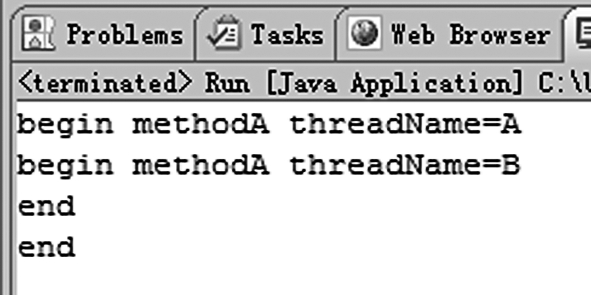 Problems Tasks Web Browser
<terminated> Run [Java Application] C:\
begin methodA threadName=A
begin methodA threadName=B
end
end